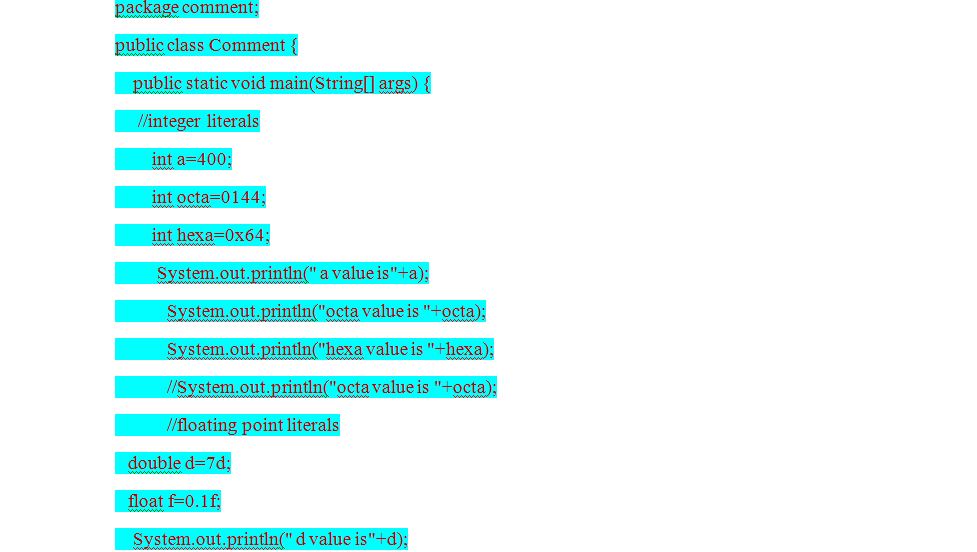 package comment;
public class Comment {
public static void main(String[] args) {
//integer literals
int a=400;
int octa=0144;
int hexa=0x64;
System.out.println(" a value is"+a);
System.out.println("octa value is "+octa);
System.out.println("hexa value is "+hexa);
//System.out.println("octa value is "+octa);
//floating point literals
double d=7d;
float f=0.1f;
System.out.println(" d value is"+d);